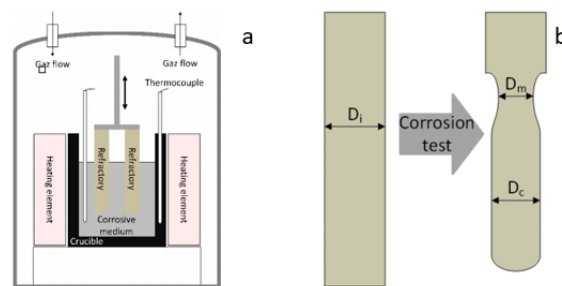 a
Gaz flow
Gaz flow
Thermocouple
Heating element
Refractory
Refractory
Heating element
Corrosive
medium
Crucible
b
Di
Corrosion
test
Dm
Dc